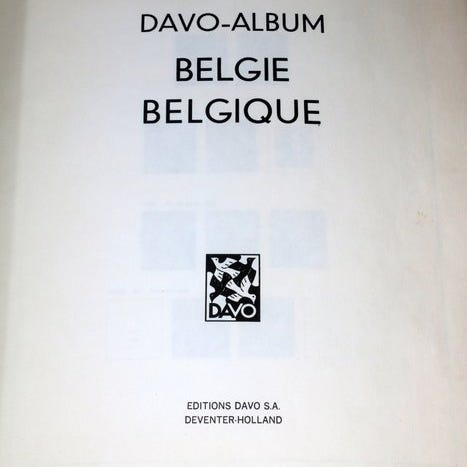 DAVO-ALBUM
BELGIE
BELGIQUE
DAVO
EDITIONS DAVO S.A.
DEVENTER-HOLLAND